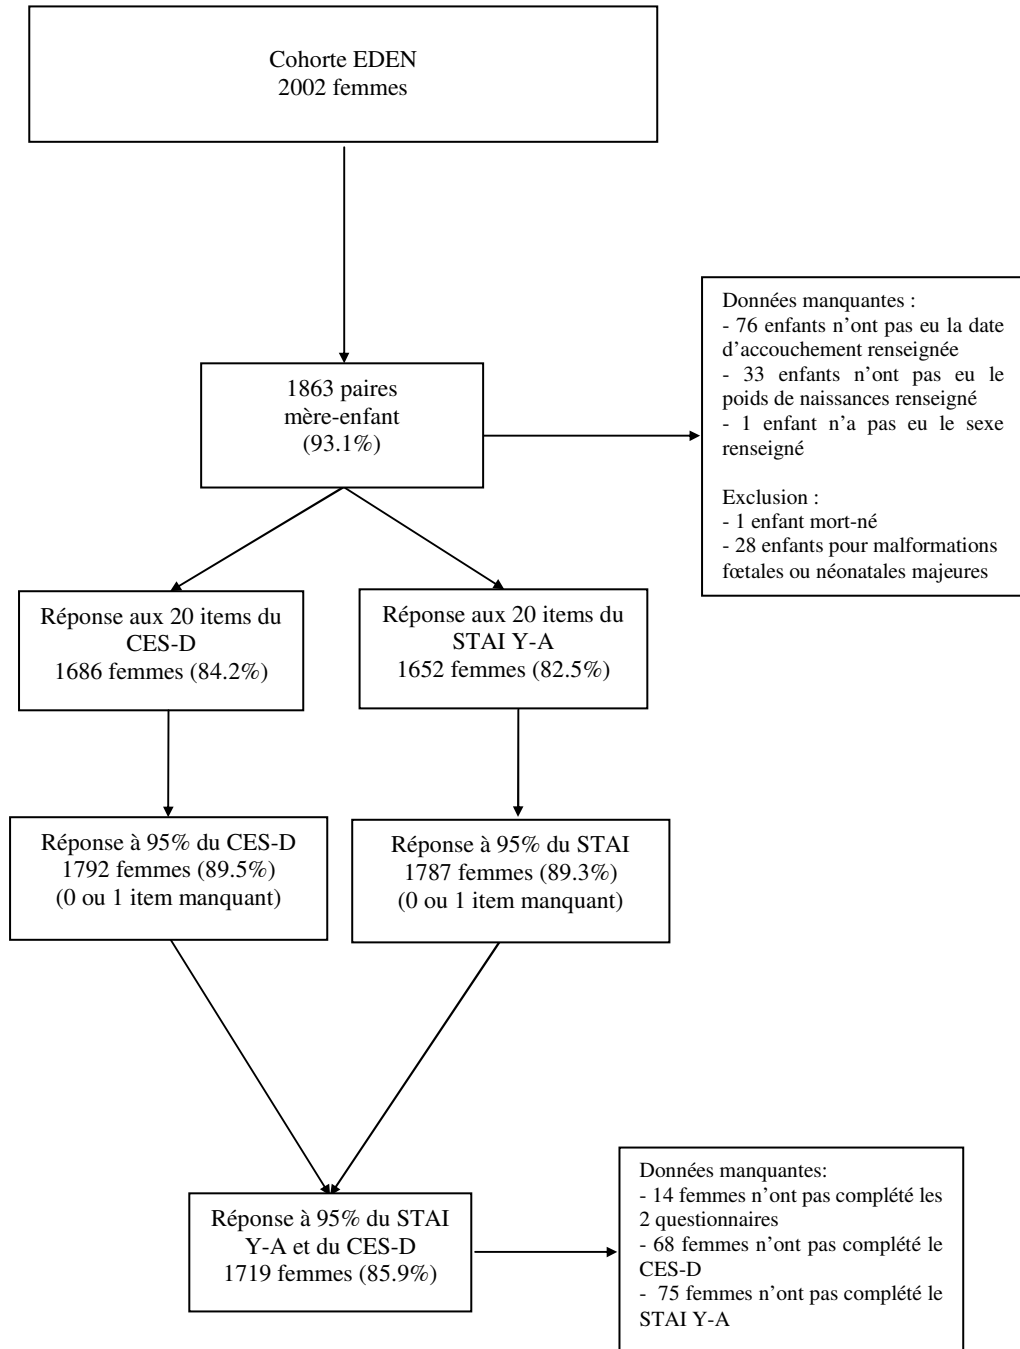 Cohorte EDEN
2002 femmes
Données manquantes :
- 76 enfants n'ont pas eu la date
d'accouchement renseignée
- 33 enfants n'ont pas eu le
poids de naissances renseigné
- 1 enfant n'a pas eu le sexe
renseigné
Exclusion :
- 1 enfant mort-né
- 28 enfants pour malformations
fœtales ou néonatales majeures
1863 paires
mère-enfant
(93.1%)
Réponse aux 20 items du
CES-D
1686 femmes (84.2%)
Réponse aux 20 items du
STAI Y-A
1652 femmes (82.5%)
Réponse à 95% du CES-D
1792 femmes (89.5%)
(0 ou 1 item manquant)
Réponse à 95% du STAI
1787 femmes (89.3%)
(0 ou 1 item manquant)
Réponse à 95% du STAI
Y-A et du CES-D
1719 femmes (85.9%)
Données manquantes:
- 14 femmes n'ont pas complété les
2 questionnaires
- 68 femmes n'ont pas complété le
CES-D
- 75 femmes n'ont pas complété le
STAI Y-A